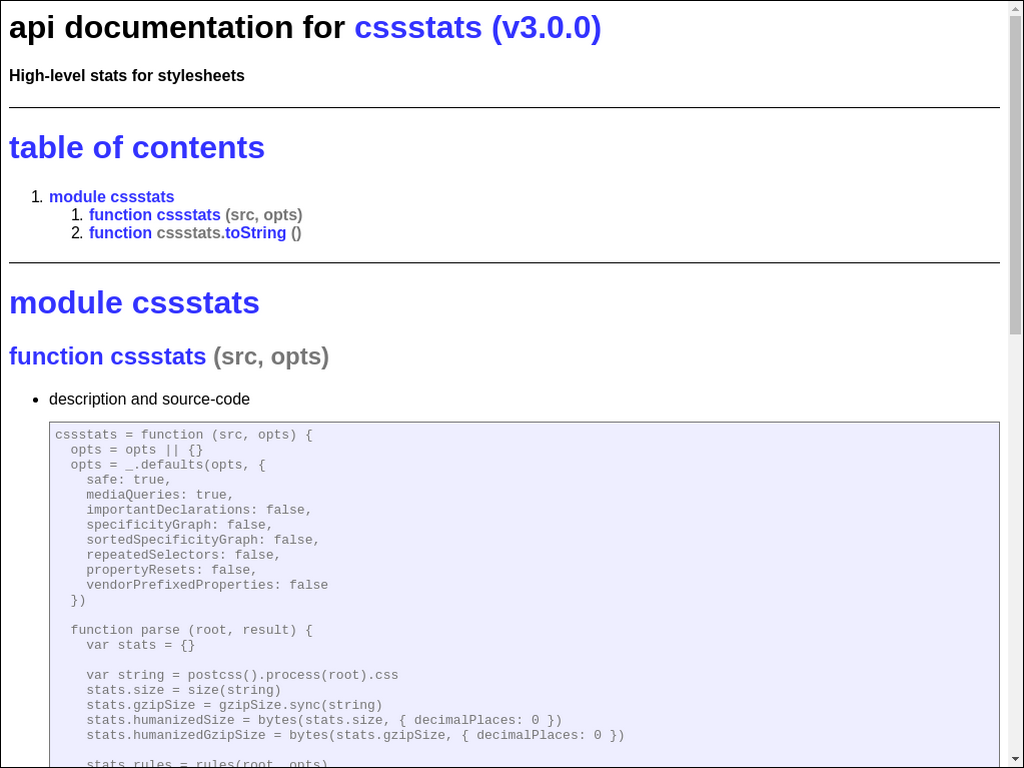 api documentation for cssstats (v3.0.0)
High-level stats for stylesheets
table of contents
1. module cssstats
1. function cssstats (src, opts)
2. function cssstats.toString ()
module cssstats
function cssstats (src, opts)
• description and source-code
cssstats = function (src, opts) {
  opts = opts || {}
  opts = _.defaults(opts, {
    safe: true,
    mediaQueries: true,
    importantDeclarations: false,
    specificityGraph: false,
    sortedSpecificityGraph: false,
    repeatedSelectors: false,
    propertyResets: false,
    vendorPrefixedProperties: false
  })
  function parse (root, result) {
    var stats = {}
    var string = postcss().process(root).css
    stats.size = size(string)
    stats.gzipSize = gzipSize.sync(string)
    stats.humanizedSize = bytes(stats.size, { decimalPlaces: 0 })
    stats.humanizedGzipSize = bytes(stats.gzipSize, { decimalPlaces: 0 })
    stats.rules = rules(root, opts)